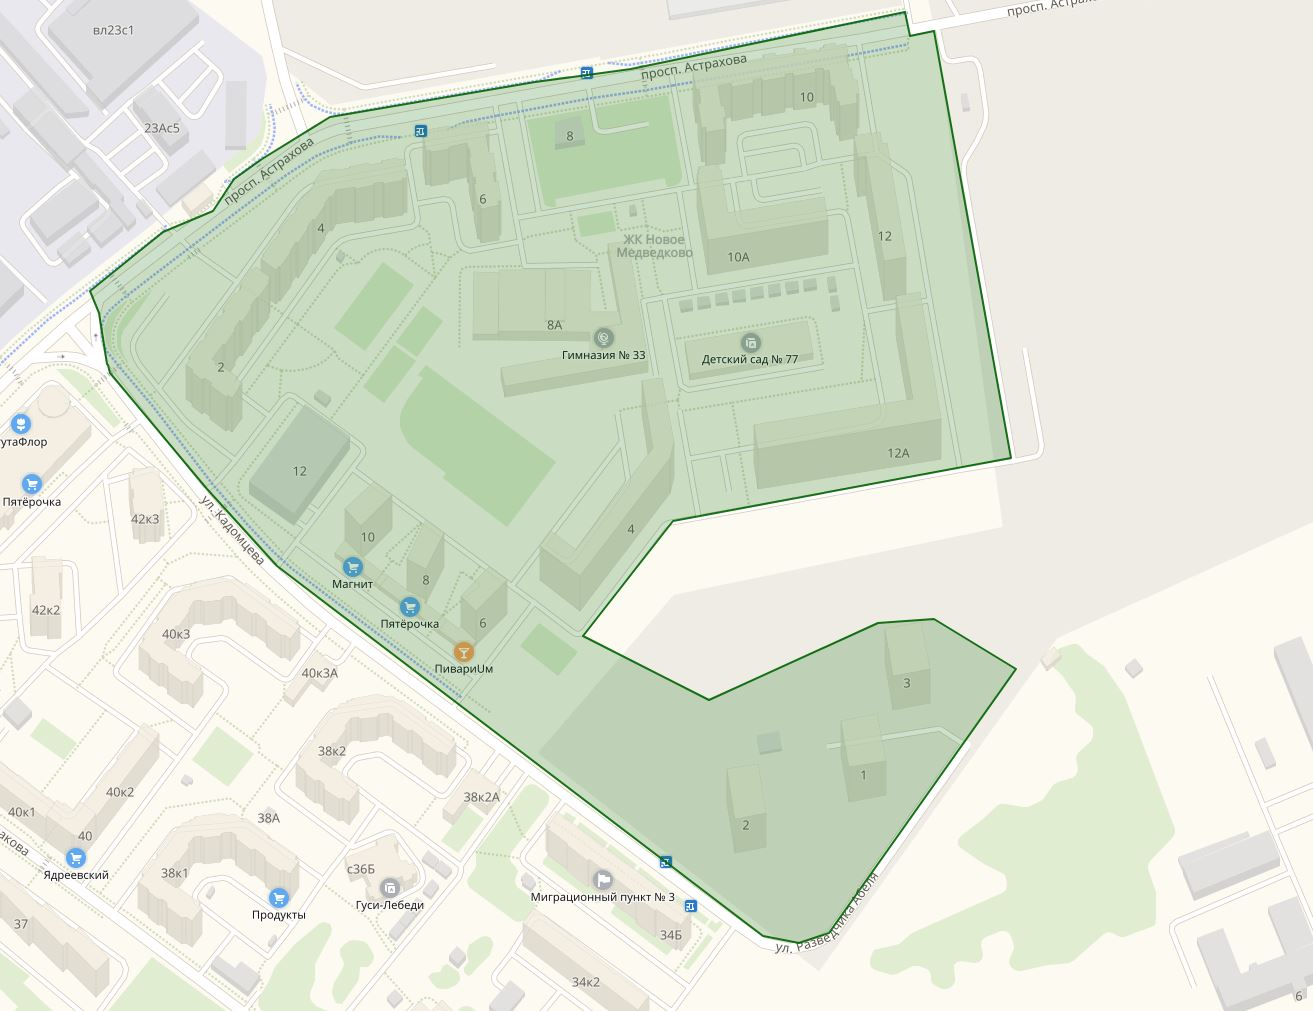 просп. Астрахо
вл23с1
просп. Астрахова
10
23Ас5
8
просп. Астрахова
6
4
ЖК Новое
Медведково
12
10А
8А
Гимназия № 33
Детский сад № 77
2
утаФлор
12А
12
Пятёрочка
42к3
ул. Кадомцева
4
10
Магнит
8
42к2
Пятёрочка
6
40к3
ПивариUм
40к3А
3
38к2
1
40к2
38к2А
40к1
38А
2
40
акова
Ядреевский
38к1
с36Б
Гуси-Лебеди
Миграционный пункт № 3
Продукты
37
34Б
ул. Разведчика Абеля
34к2
6